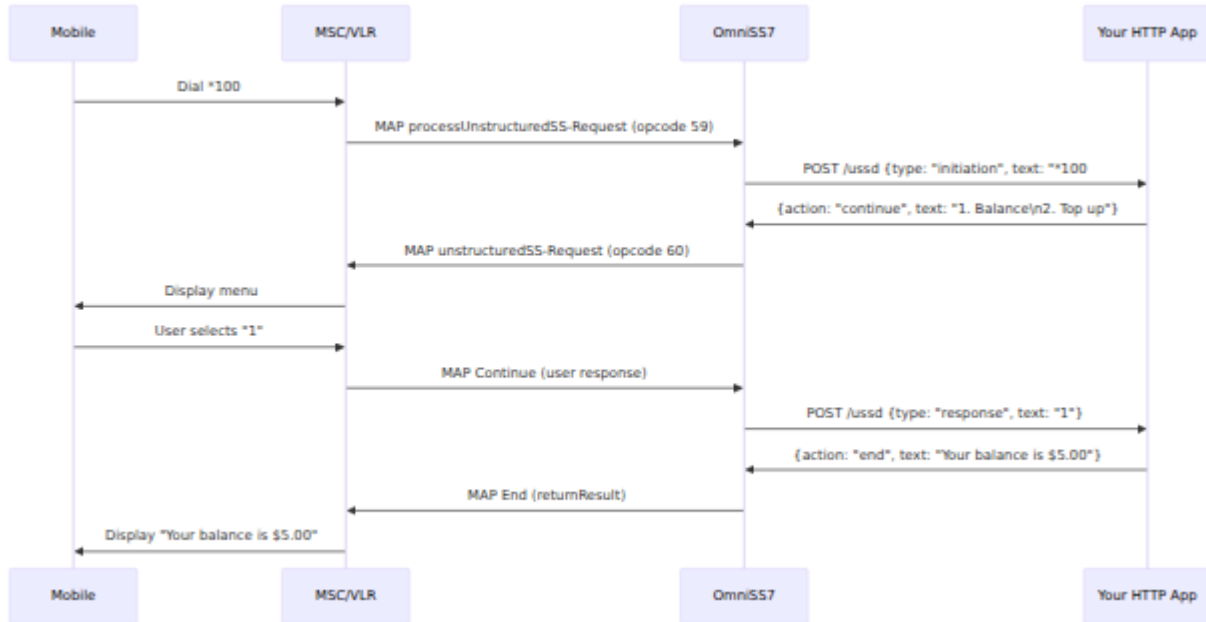 Mobile
MSC/VLR
OmniSS7
Your HTTP App
Dial *100
MAP processUnstructuredSS-Request (opcode 59)
POST /ussd {type: "initiation", text: "*100
{action: "continue", text: "1. Balance\n2. Top up"}
MAP unstructuredSS-Request (opcode 60)
Display menu
User selects "1"
MAP Continue (user response)
POST /ussd {type: "response", text: "1"}
{action: "end", text: "Your balance is $5.00"}
MAP End (returnResult)
Display "Your balance is $5.00"
Mobile
MSC/VLR
OmniSS7
Your HTTP App